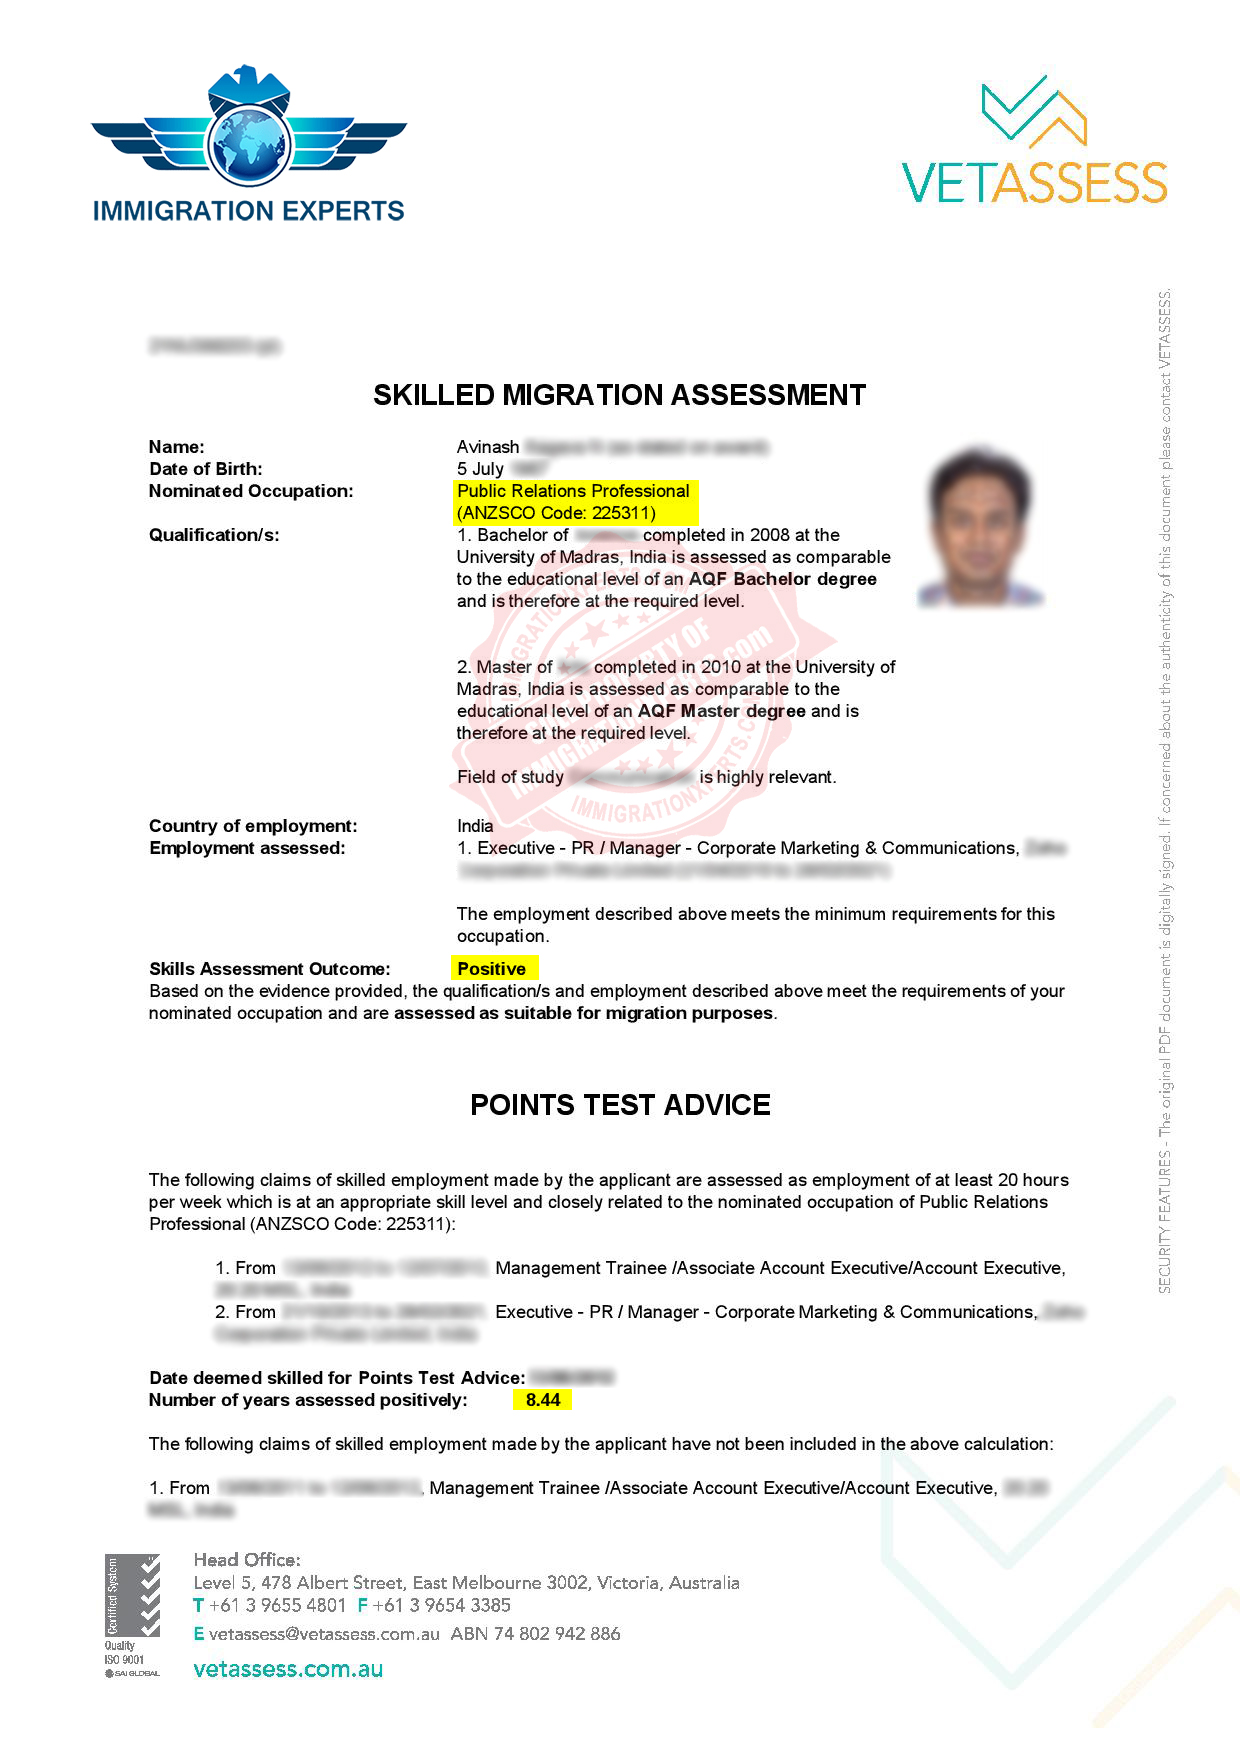 IMMIGRATION EXPERTS
VETASSESS
SKILLED MIGRATION ASSESSMENT
Name: Avinash
Date of Birth: 5 July
Nominated Occupation: Public Relations Professional
(ANZSCO Code: 225311)
Qualification/s: 1. Bachelor of completed in 2008 at the
University of Madras, India is assessed as comparable
to the educational level of an AQF Bachelor degree
and is therefore at the required level.
2. Master of completed in 2010 at the University of
Madras, India is assessed as comparable to the
educational level of an AQF Master degree and is
therefore at the required level.
Field of study is highly relevant.
IMMIGRATIONXPERTS.COM
PROPERTY OF
IMMIGRATIONXPERTS.com
IMMIGRATIONXPERTS.COM
Country of employment: India
Employment assessed: 1. Executive - PR / Manager - Corporate Marketing & Communications,
The employment described above meets the minimum requirements for this
occupation.
Skills Assessment Outcome: Positive
Based on the evidence provided, the qualification/s and employment described above meet the requirements of your
nominated occupation and are assessed as suitable for migration purposes.
POINTS TEST ADVICE
The following claims of skilled employment made by the applicant are assessed as employment of at least 20 hours
per week which is at an appropriate skill level and closely related to the nominated occupation of Public Relations
Professional (ANZSCO Code: 225311):
1. From Management Trainee /Associate Account Executive/Account Executive,
2. From Executive - PR / Manager - Corporate Marketing & Communications,
Date deemed skilled for Points Test Advice:
Number of years assessed positively: 8.44
The following claims of skilled employment made by the applicant have not been included in the above calculation:
1. From , Management Trainee /Associate Account Executive/Account Executive,
SECURITY FEATURES - The original PDF document is digitally signed. If concerned about the authenticity of this document please contact VETASSESS.
Certified System
Quality
ISO 9001
SAI GLOBAL
Head Office:
Level 5, 478 Albert Street, East Melbourne 3002, Victoria, Australia
T +61 3 9655 4801 F +61 3 9654 3385
E vetassess@vetassess.com.au ABN 74 802 942 886
vetassess.com.au